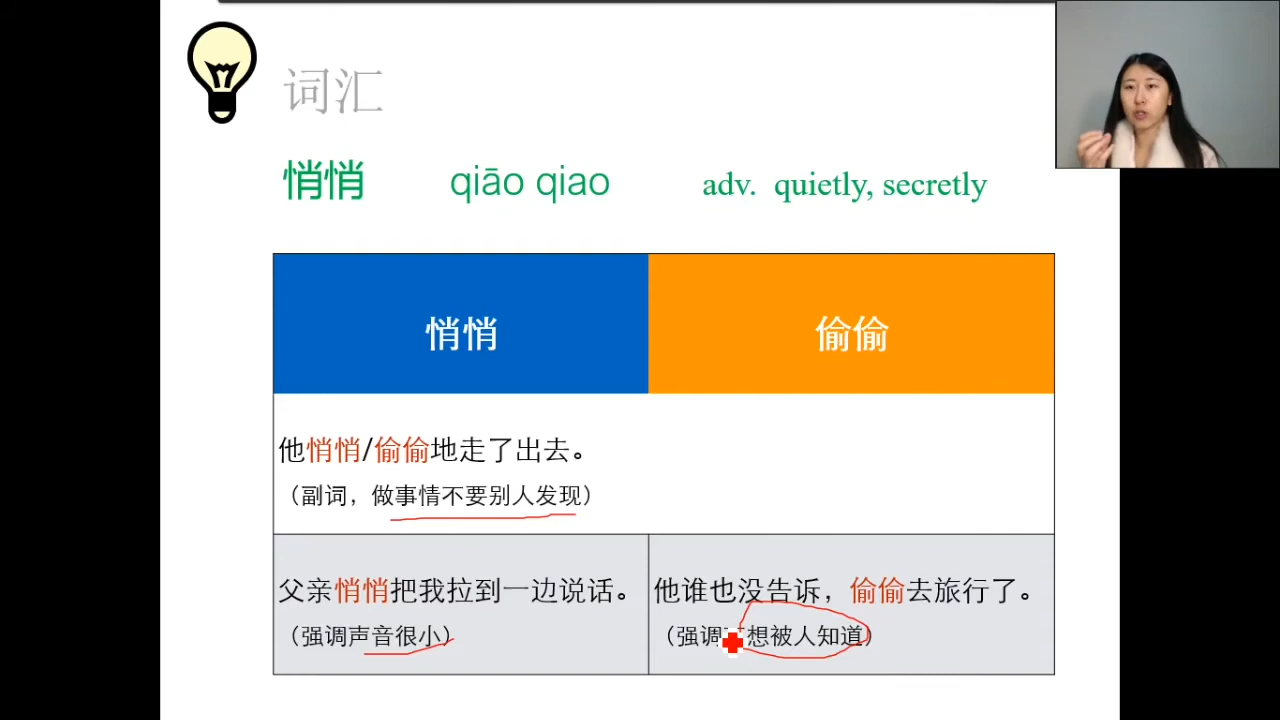 词汇
悄悄 qiāo qiao adv. quietly, secretly
悄悄 偷偷
他悄悄/偷偷地走了出去。
（副词，做事情不要别人发现）
父亲悄悄把我拉到一边说话。
（强调声音很小）
他谁也没告诉，偷偷去旅行了。
（强调想被人知道）